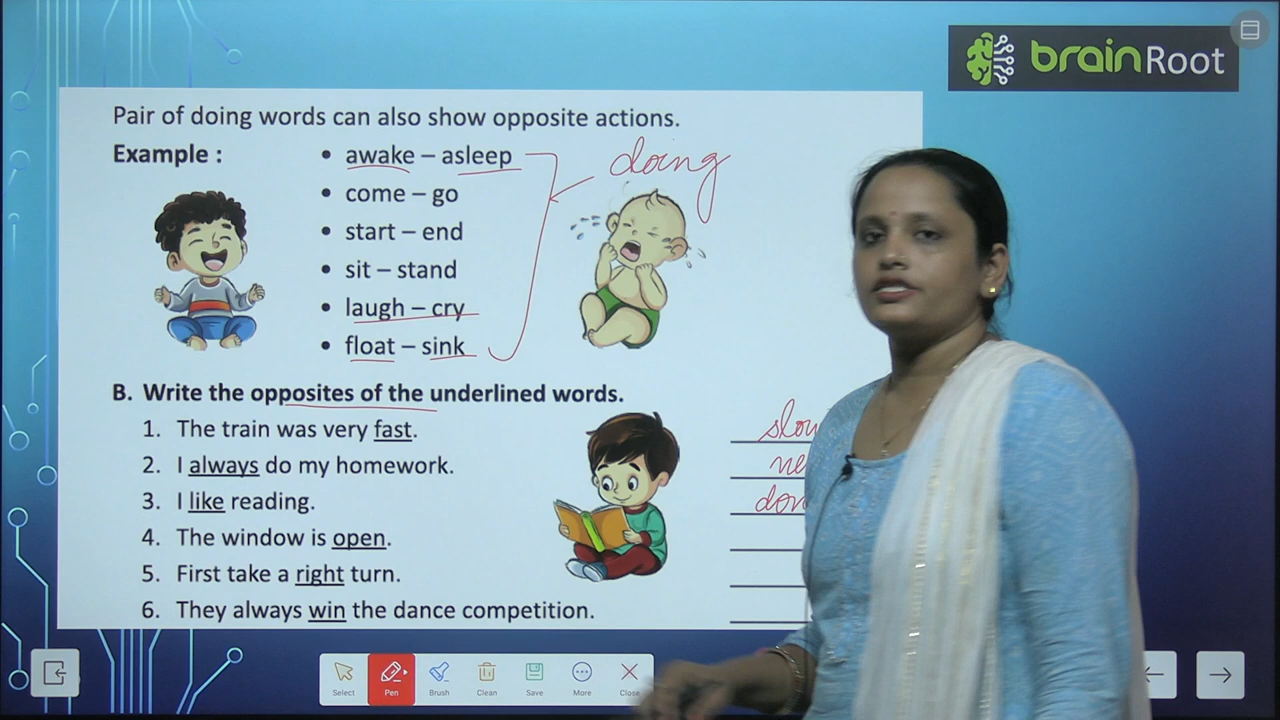 brainRoot
Pair of doing words can also show opposite actions.
Example :
• awake – asleep
doing
• come – go
• start – end
• sit – stand
• laugh – cry
• float – sink
B. Write the opposites of the underlined words.
1. The train was very fast.
2. I always do my homework.
3. I like reading.
4. The window is open.
5. First take a right turn.
6. They always win the dance competition.
Select Pen Brush Clean Save More Close